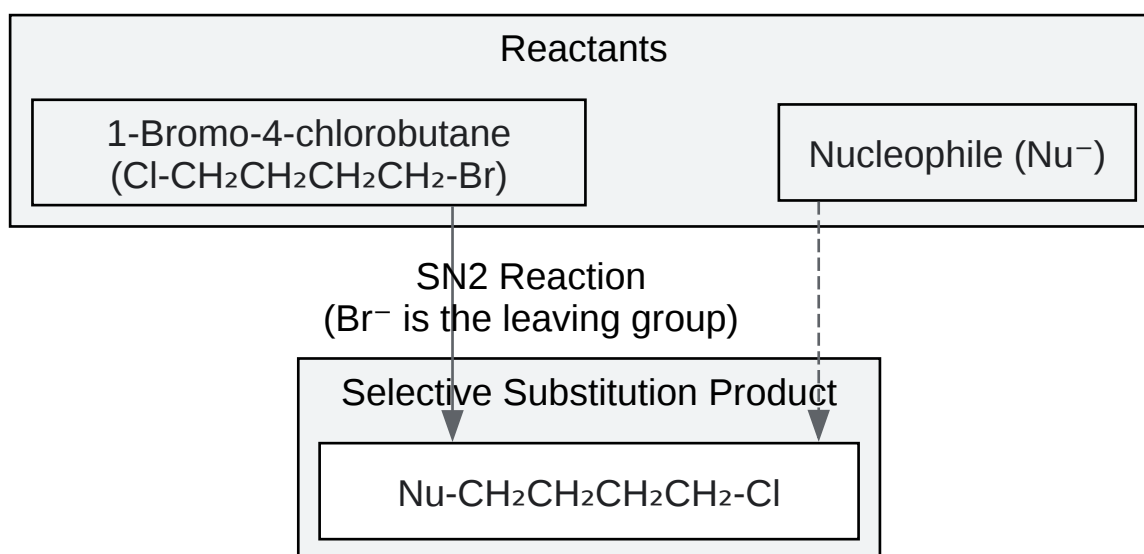 Reactants
1-Bromo-4-chlorobutane
(Cl-CH₂CH₂CH₂CH₂-Br)
Nucleophile (Nu⁻)
SN2 Reaction
(Br⁻ is the leaving group)
Selective Substitution Product
Nu-CH₂CH₂CH₂CH₂-Cl